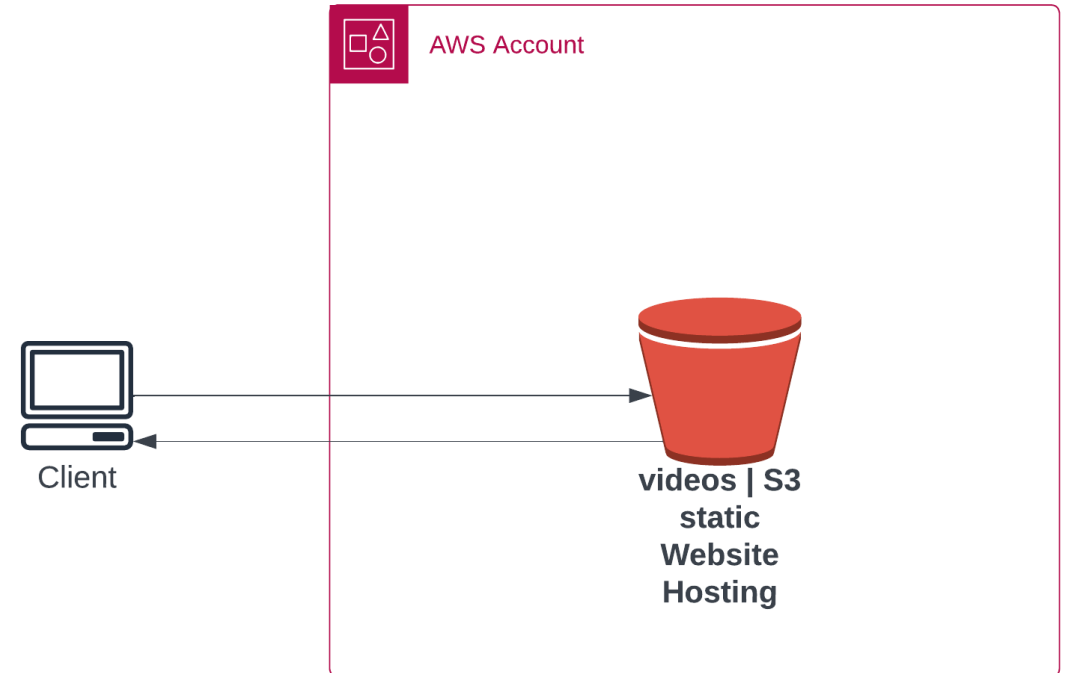 AWS Account
Client
videos | S3
static
Website
Hosting